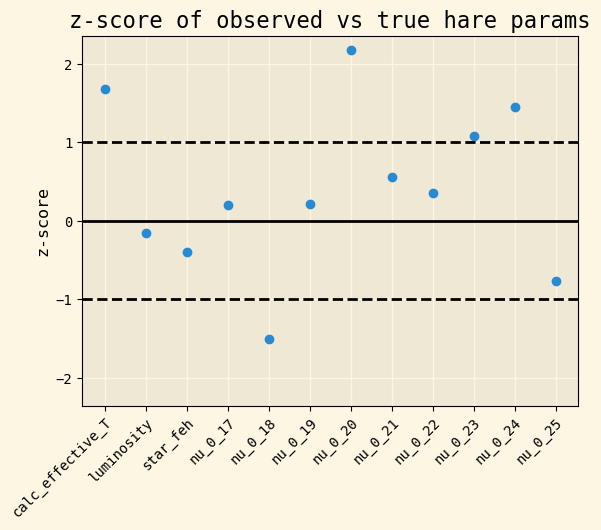 z-score of observed vs true hare params
z-score
2
1
0
−1
−2
calc_effective_T
luminosity
star_feh
nu_0_17
nu_0_18
nu_0_19
nu_0_20
nu_0_21
nu_0_22
nu_0_23
nu_0_24
nu_0_25